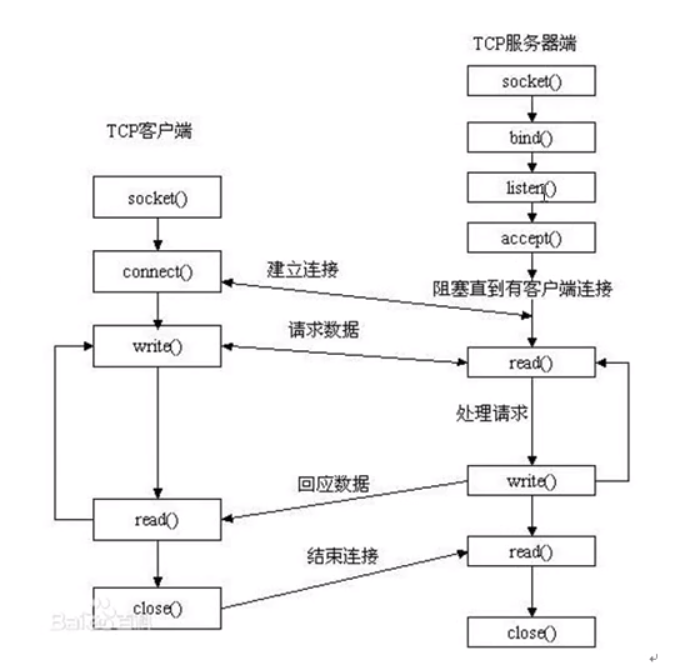 TCP服务器端
socket()
bind()
TCP客户端
listen()
socket()
accept()
connect()
建立连接
阻塞直到有客户端连接
请求数据
write()
read()
处理请求
回应数据
write()
read()
结束连接
read()
close()
Baidu百科
close()